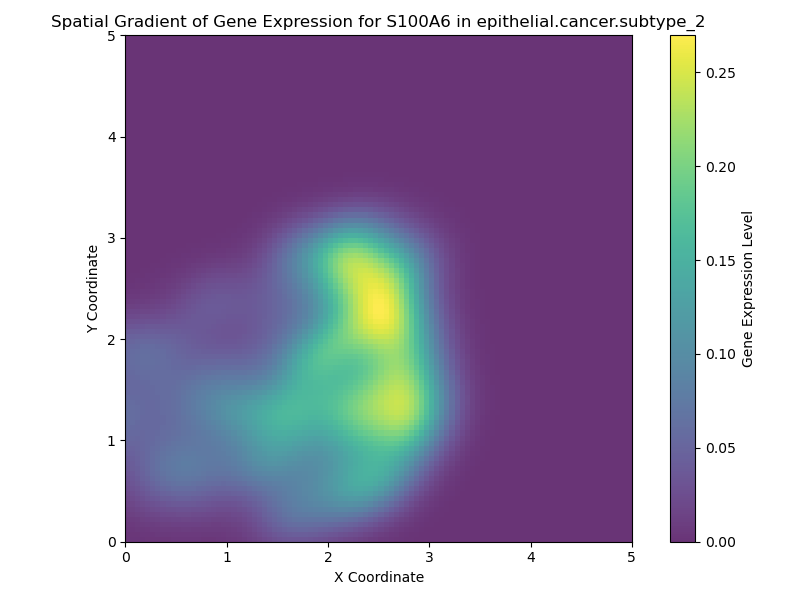 Spatial Gradient of Gene Expression for S100A6 in epithelial.cancer.subtype_2
5
4
3
2
1
0
Y Coordinate
0 1 2 3 4 5
X Coordinate
0.25
0.20
0.15
0.10
0.05
0.00
Gene Expression Level